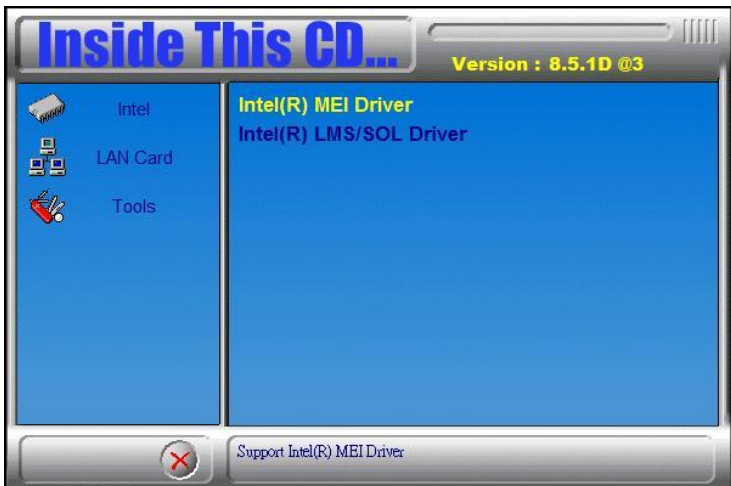 Inside This CD...
Version : 8.5.1D @3
Intel
LAN Card
Tools
Intel(R) MEI Driver
Intel(R) LMS/SOL Driver
Support Intel(R) MEI Driver